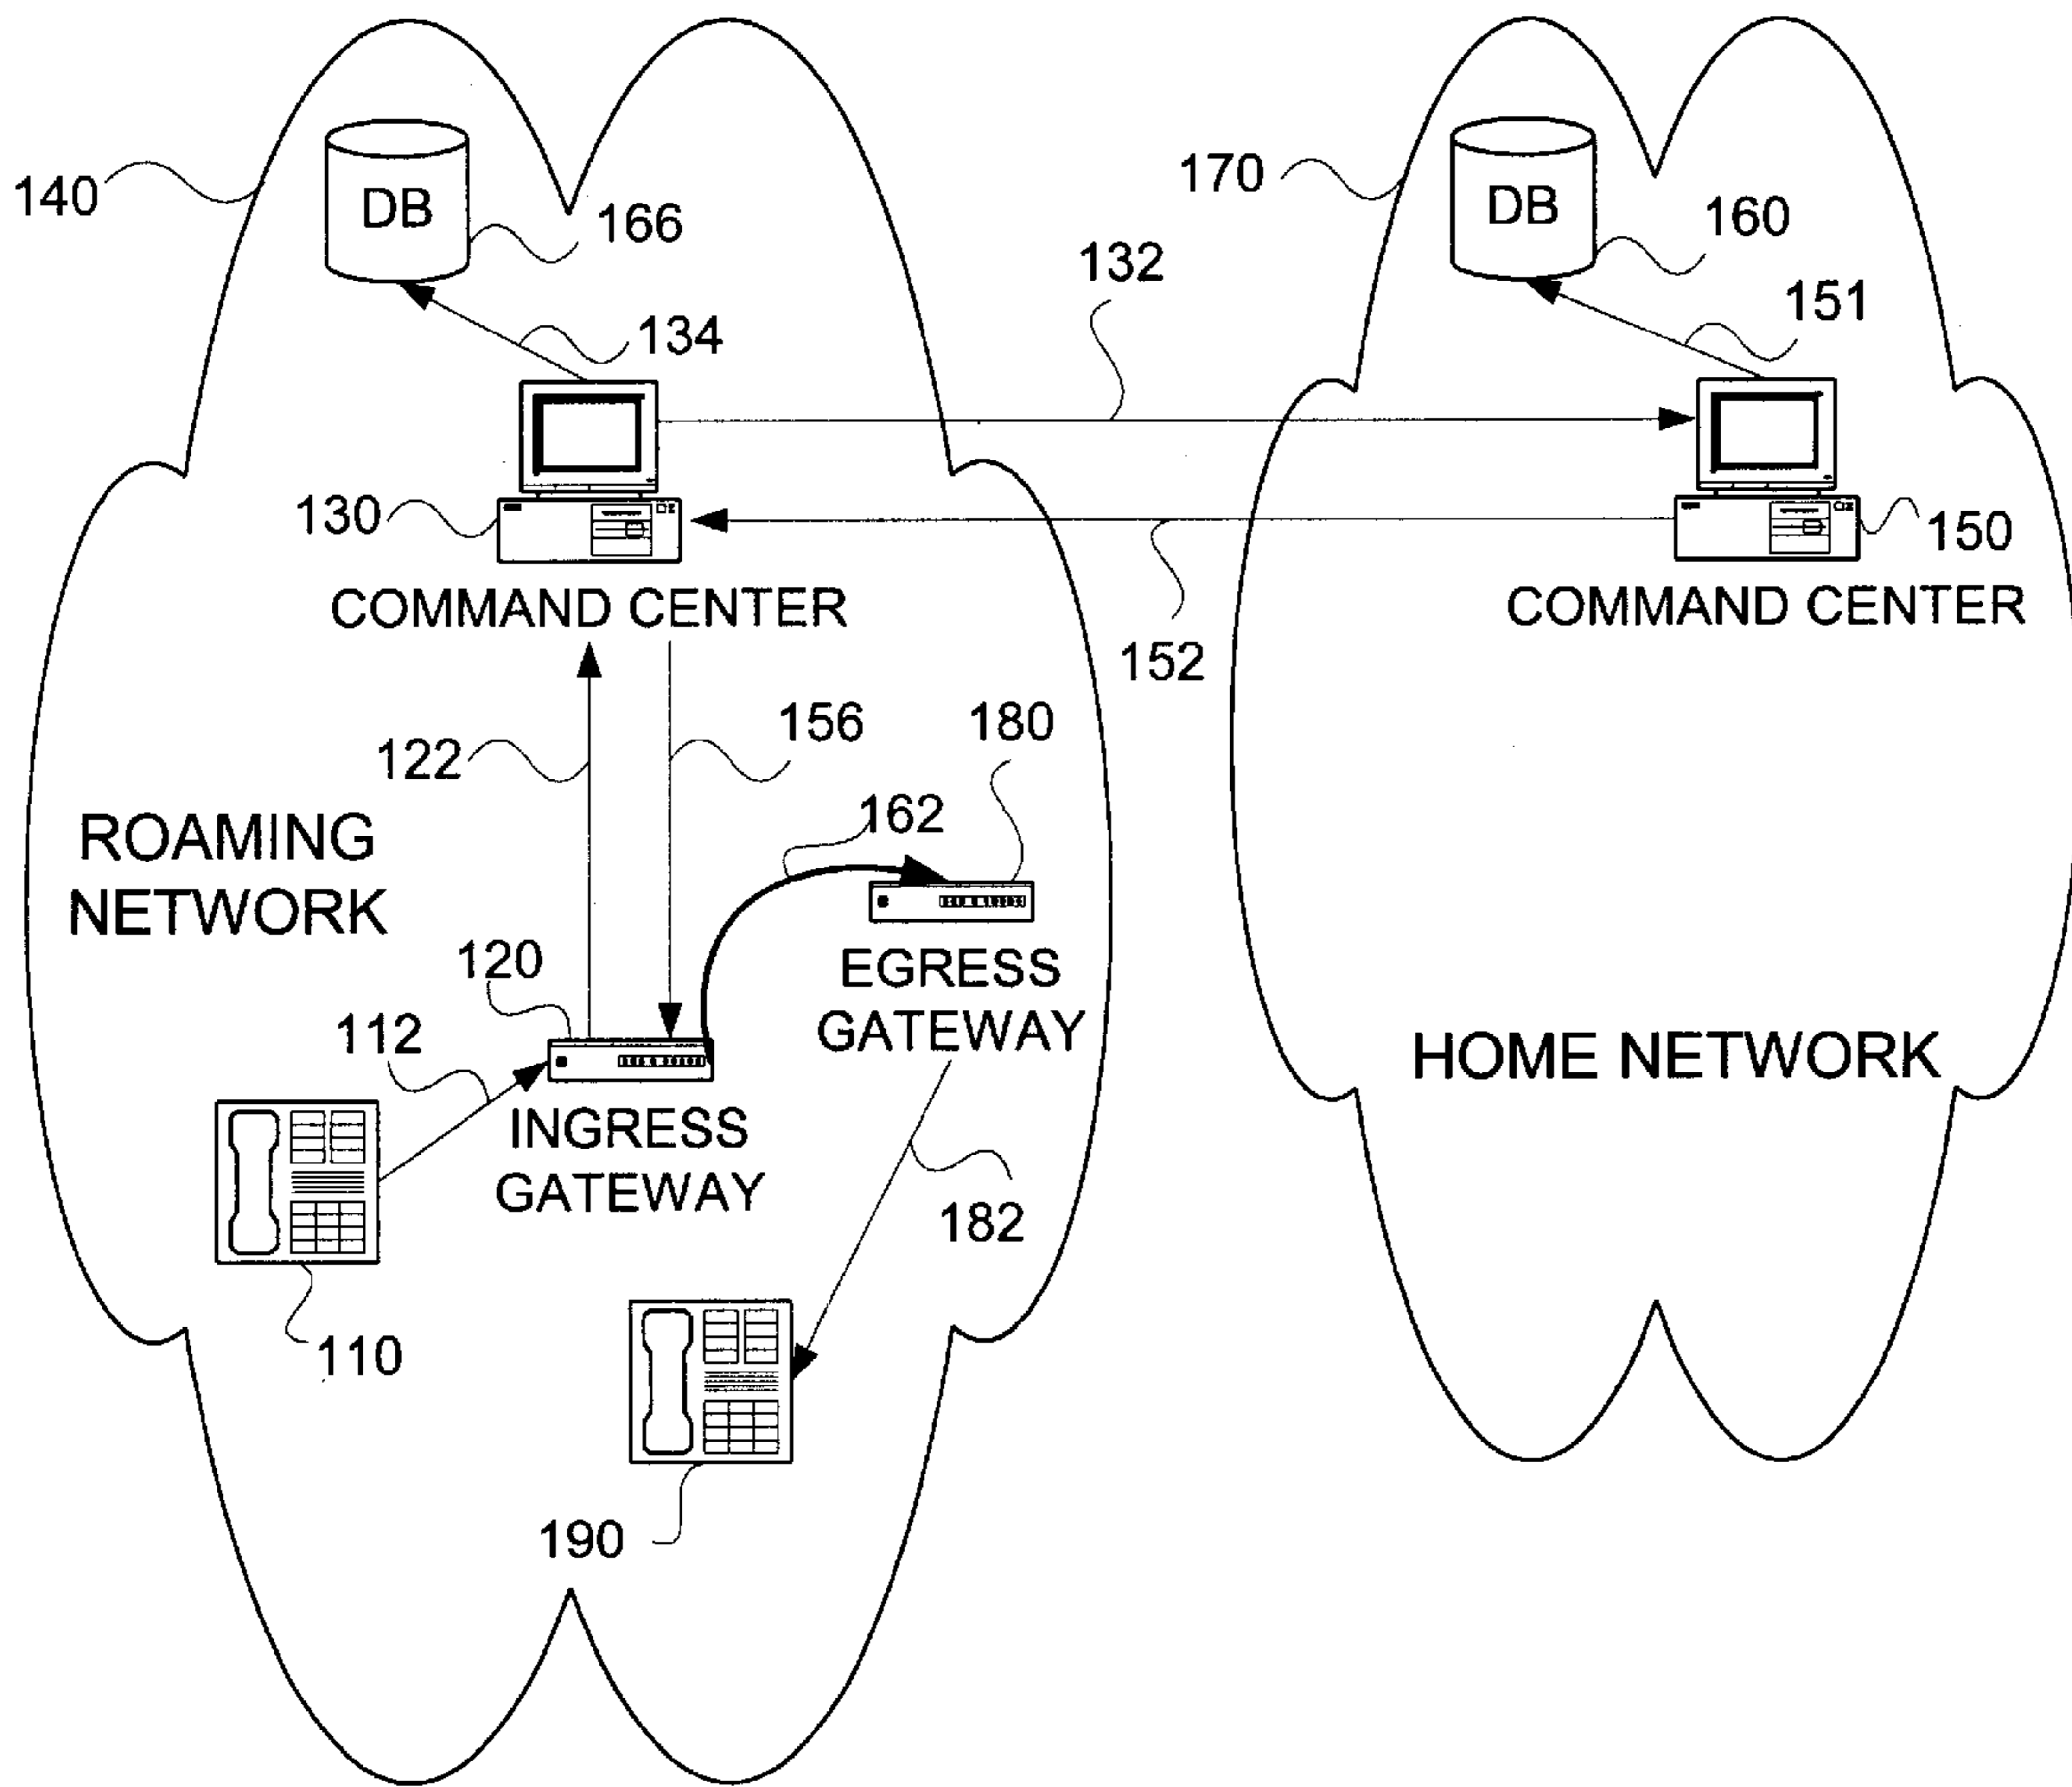 140
DB
166
170
DB
160
132
134
151
130
150
COMMAND CENTER
COMMAND CENTER
152
122
156
180
162
ROAMING
NETWORK
120
EGRESS
GATEWAY
112
HOME NETWORK
INGRESS
GATEWAY
182
110
190